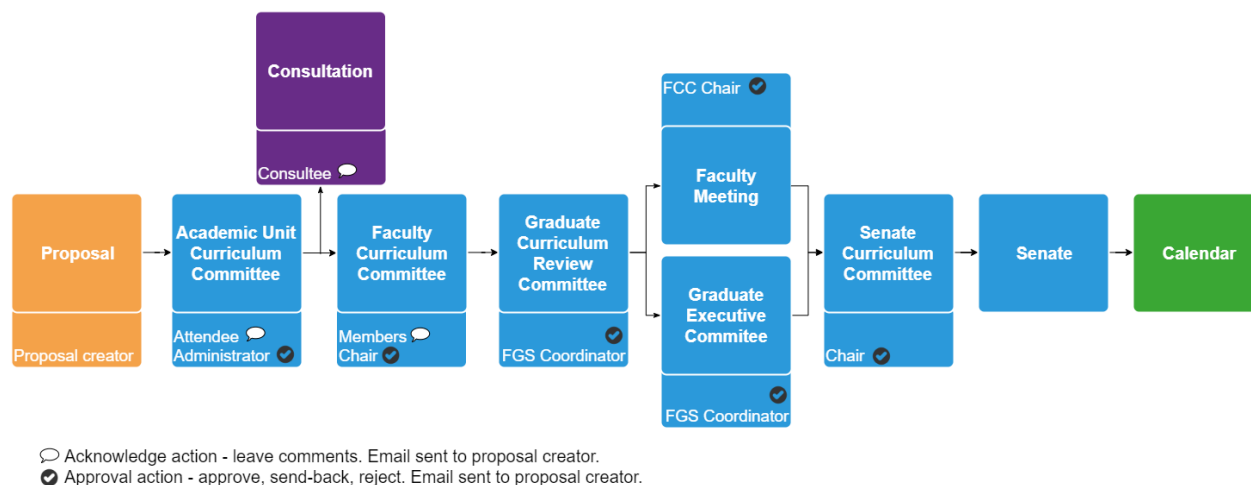 Consultation
Consultee
Proposal
Proposal creator
Academic Unit
Curriculum
Committee
Attendee
Administrator
Faculty
Curriculum
Committee
Members
Chair
Graduate
Curriculum
Review
Committee
FGS Coordinator
FCC Chair
Faculty
Meeting
Graduate
Executive
Commitee
FGS Coordinator
Senate
Curriculum
Committee
Chair
Senate
Calendar
Acknowledge action - leave comments. Email sent to proposal creator.
Approval action - approve, send-back, reject. Email sent to proposal creator.